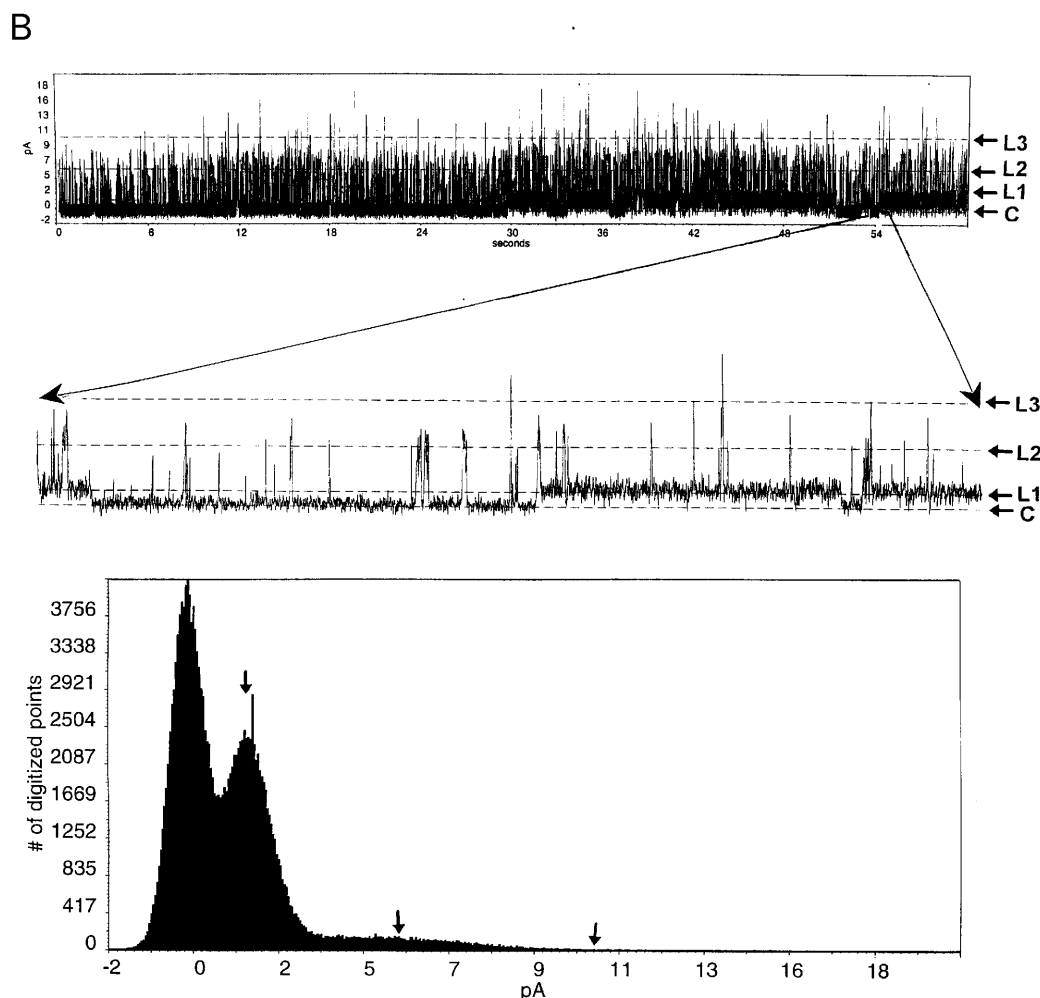 B
18
16
13
11
9
7
5
2
0
-2
pA
0 6 12 18 24 30 36 42 48 54
seconds
L3
L2
L1
C
L3
L2
L1
C
3756
3338
2921
2504
2087
1669
1252
835
417
0
# of digitized points
-2 0 2 5 7 9 11 13 16 18
pA